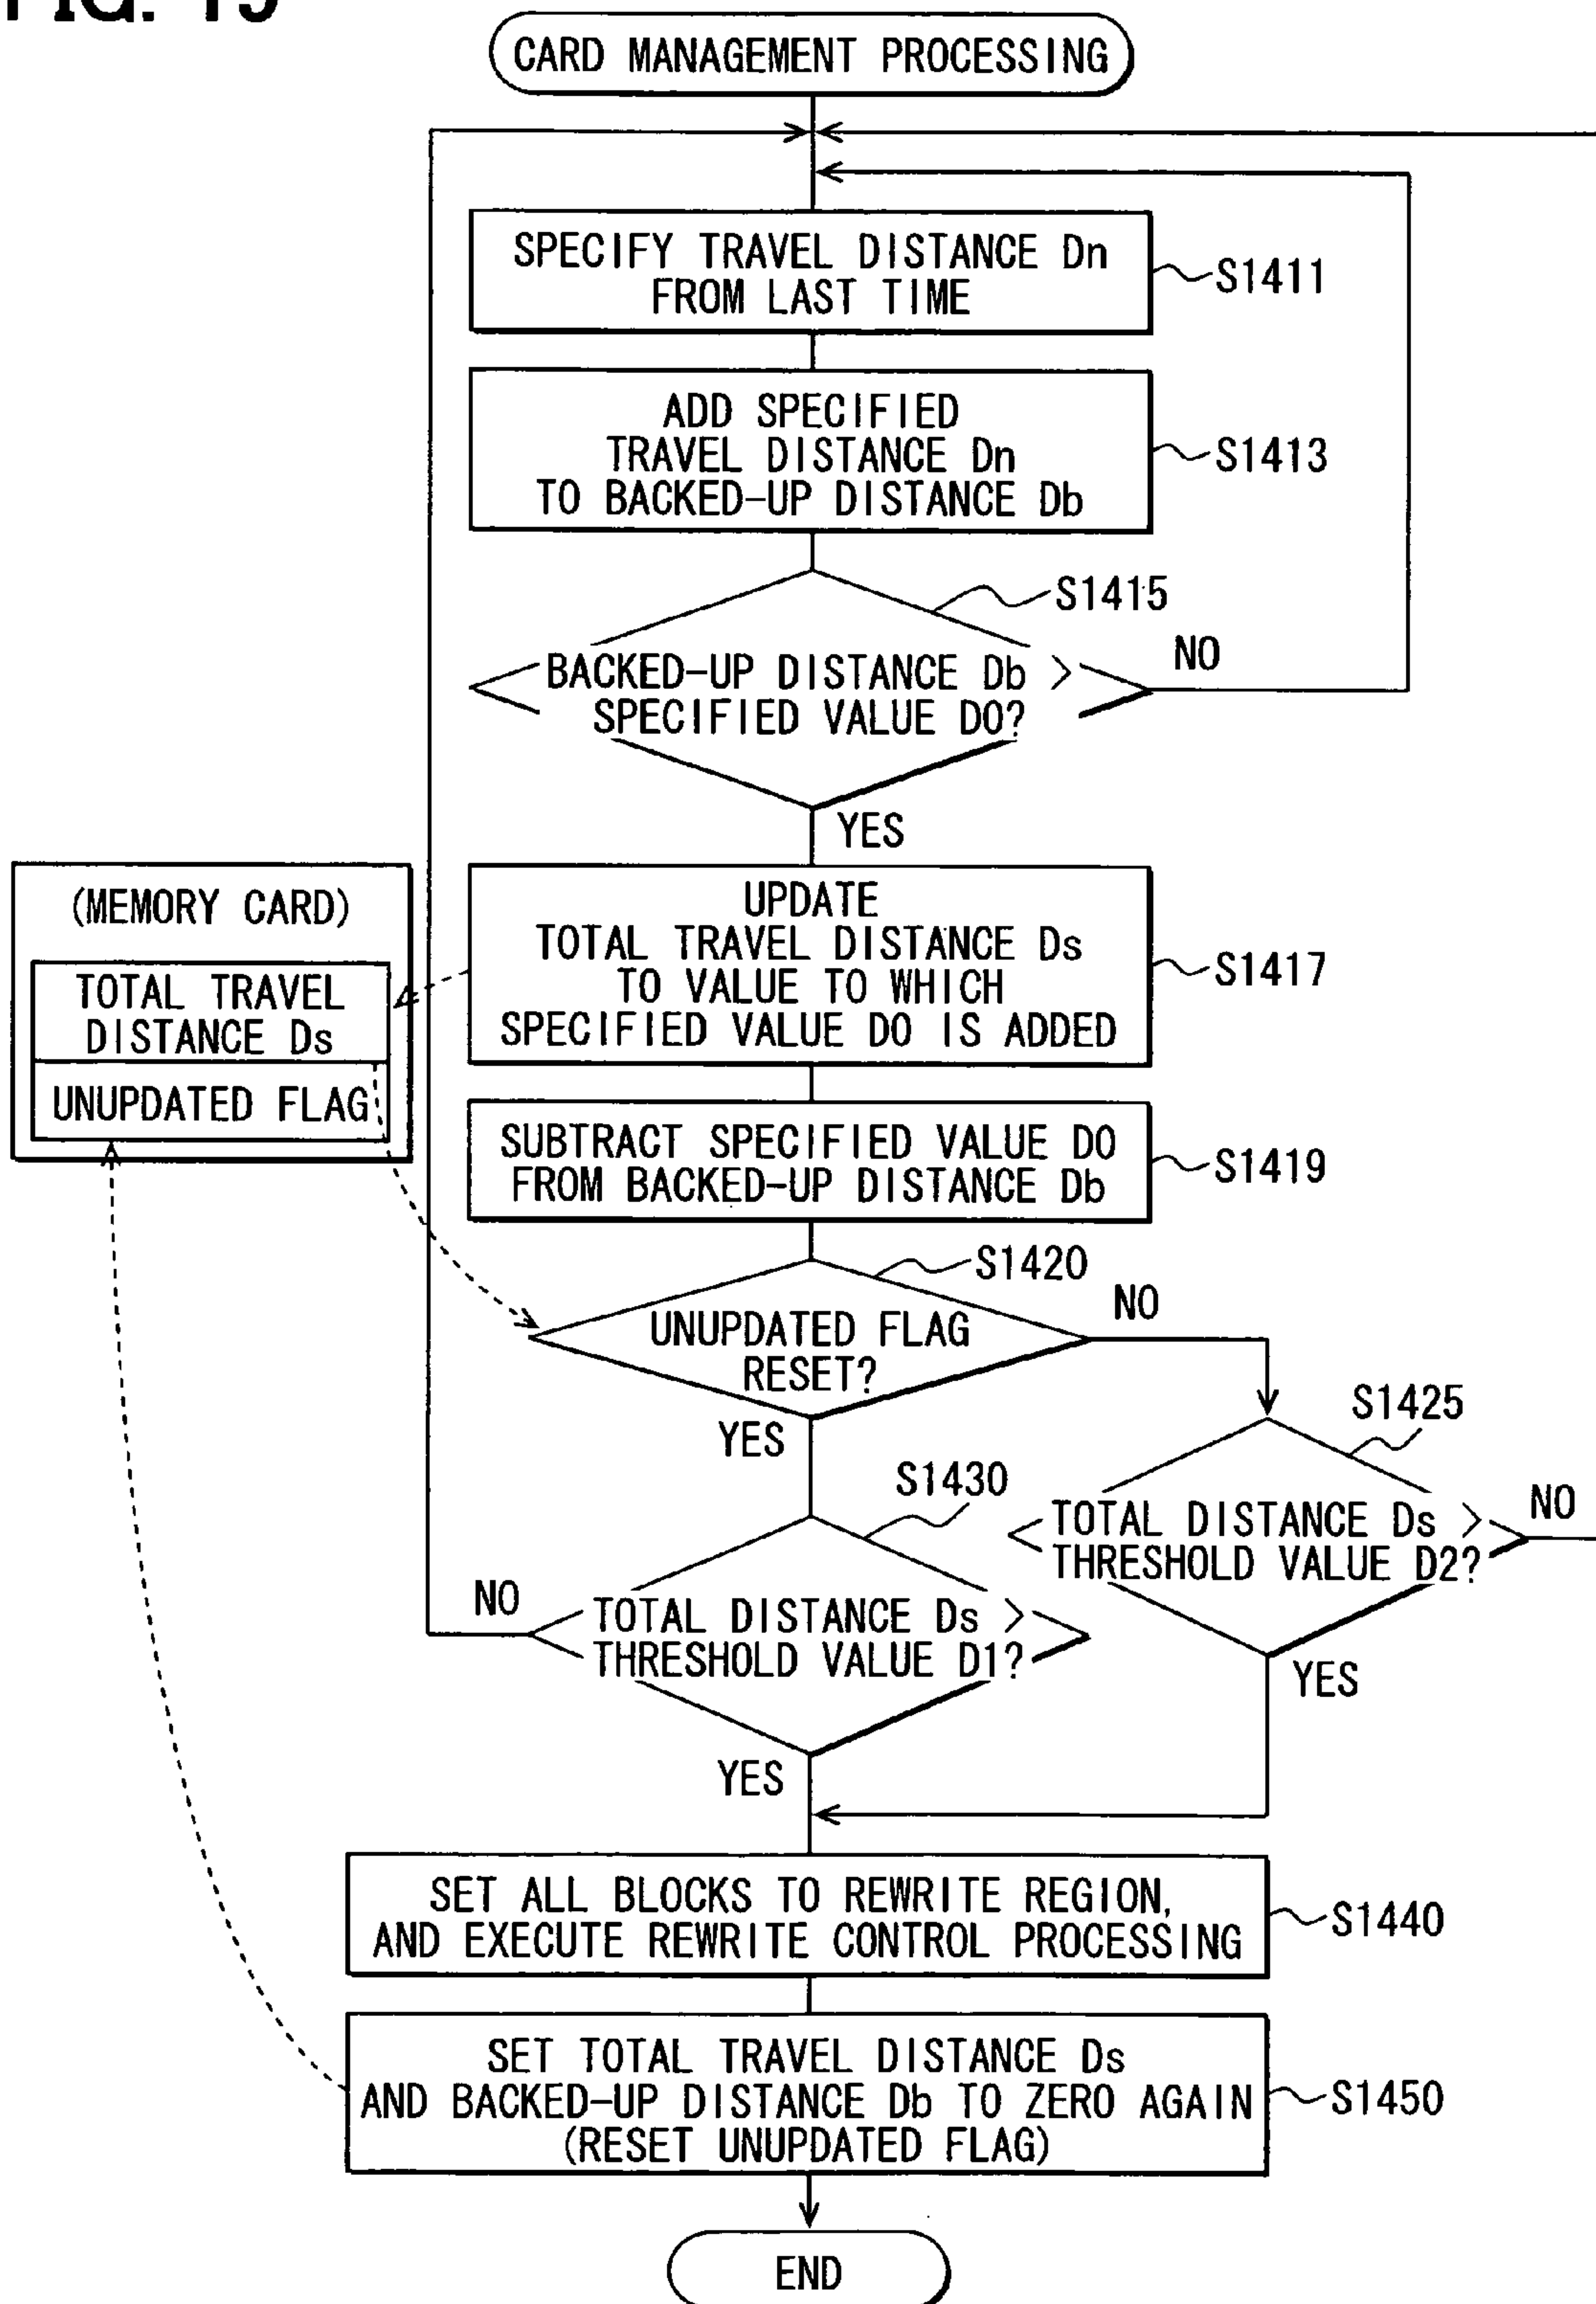 CARD MANAGEMENT PROCESSING
SPECIFY TRAVEL DISTANCE Dn
FROM LAST TIME
S1411
ADD SPECIFIED
TRAVEL DISTANCE Dn
TO BACKED-UP DISTANCE Db
S1413
S1415
BACKED-UP DISTANCE Db >
SPECIFIED VALUE D0?
NO
YES
(MEMORY CARD)
TOTAL TRAVEL
DISTANCE Ds
UNUPDATED FLAG
UPDATE
TOTAL TRAVEL DISTANCE Ds
TO VALUE TO WHICH
SPECIFIED VALUE D0 IS ADDED
S1417
SUBTRACT SPECIFIED VALUE D0
FROM BACKED-UP DISTANCE Db
S1419
S1420
UNUPDATED FLAG
RESET?
NO
YES
S1425
TOTAL DISTANCE Ds >
THRESHOLD VALUE D2?
NO
YES
S1430
TOTAL DISTANCE Ds >
THRESHOLD VALUE D1?
NO
YES
SET ALL BLOCKS TO REWRITE REGION,
AND EXECUTE REWRITE CONTROL PROCESSING
S1440
SET TOTAL TRAVEL DISTANCE Ds
AND BACKED-UP DISTANCE Db TO ZERO AGAIN
(RESET UNUPDATED FLAG)
S1450
END